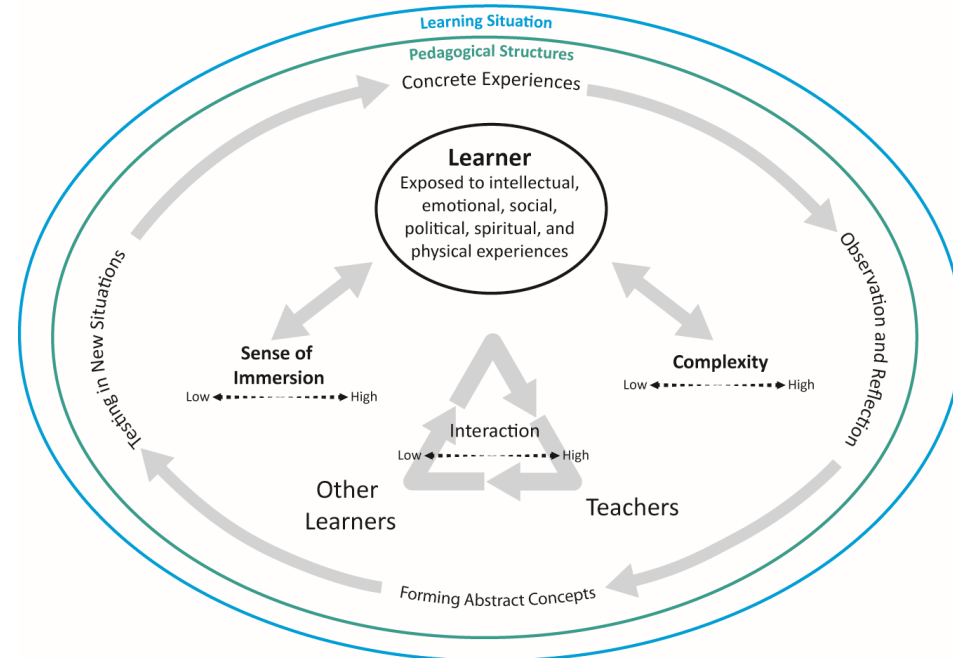 Learning Situation
Pedagogical Structures
Concrete Experiences
Learner
Exposed to intellectual,
emotional, social,
political, spiritual, and
physical experiences
Observation and Reflection
Testing in New Situations
Sense of
Immersion
Low
High
Complexity
Low
High
Interaction
Low
High
Other
Learners
Teachers
Forming Abstract Concepts